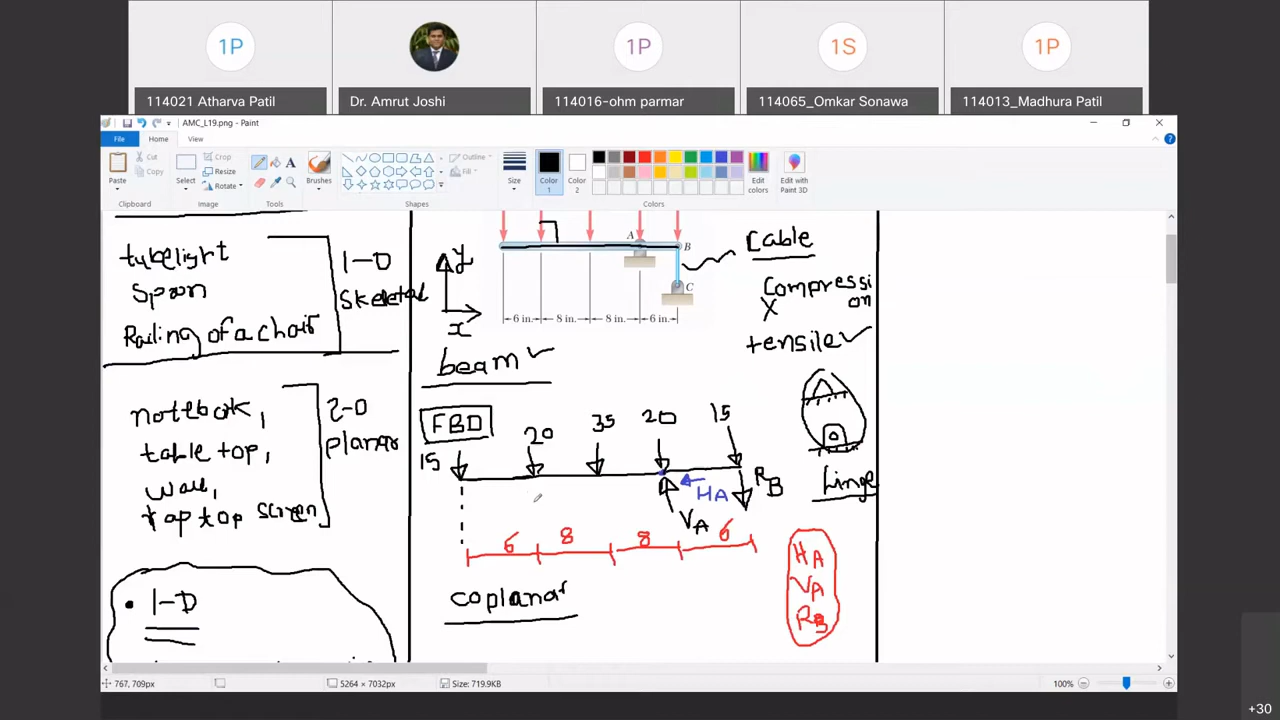 1P
1P
1S
1P
114021 Atharva Patil
Dr. Amrut Joshi
114016-ohm parmar
114065_Omkar Sonawa
114013_Madhura Patil
AMC_L19.png - Paint
File
Home
View
Paste
Cut
Copy
Clipboard
Select
Crop
Resize
Rotate
Image
Tools
Brushes
Shapes
Outline
Fill
Size
Color 1
Color 2
Colors
Edit colors
Edit with Paint 3D
tubelight
Railing of a chair
1-D
Skeletal
notebook,
table top,
screen
2-D
planar
1-D
y
x
A
B
C
6 in.
8 in.
8 in.
6 in.
Cable
Compressi
on
X
tensile ✓
beam ✓
FBD
15
20
35
20
15
HA
VA
RB
6
8
8
6
coplanar
hinge
HA
VA
RB
767, 709px
5264 × 7032px
Size: 719.9KB
100%
+30